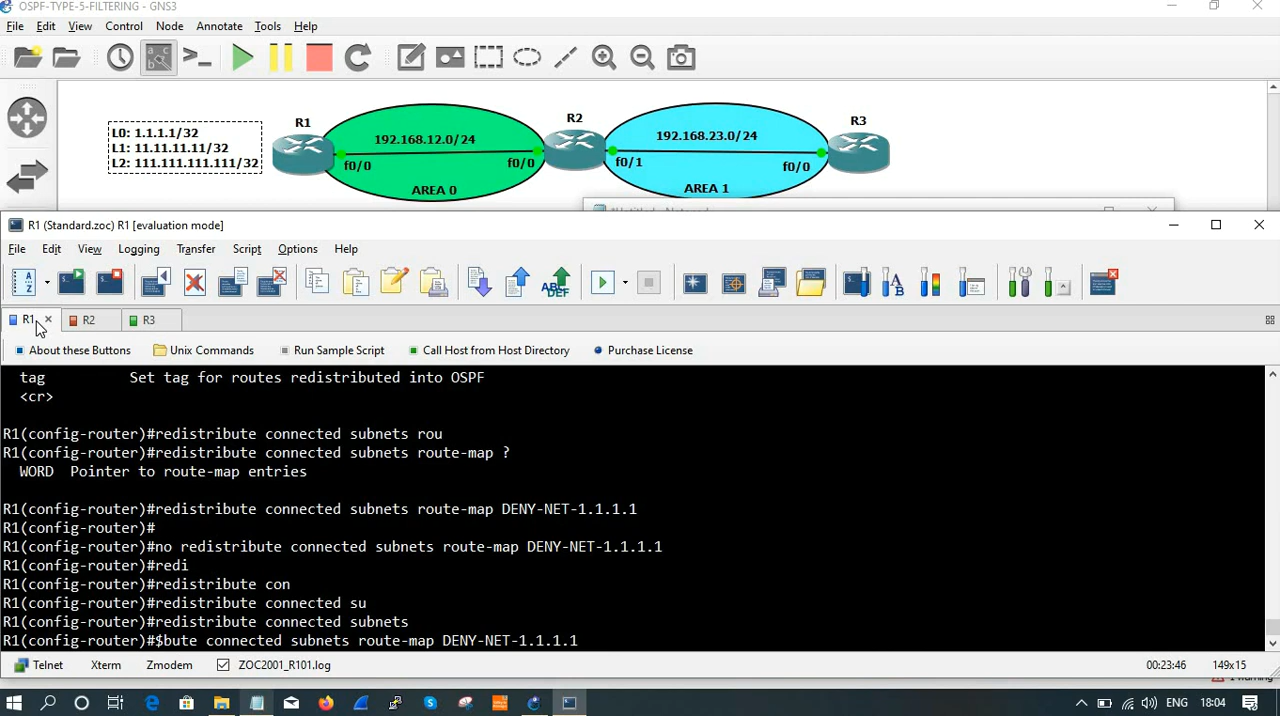 OSPF-TYPE-5-FILTERING - GNS3
File Edit View Control Node Annotate Tools Help
L0: 1.1.1.1/32
L1: 11.11.11.11/32
L2: 111.111.111.111/32
R1
192.168.12.0/24
f0/0
f0/0
AREA 0
R2
192.168.23.0/24
f0/1
f0/0
AREA 1
R3
R1 (Standard.zoc) R1 [evaluation mode]
File Edit View Logging Transfer Script Options Help
R1 R2 R3
About these Buttons Unix Commands Run Sample Script Call Host from Host Directory Purchase License
tag Set tag for routes redistributed into OSPF
<cr>
R1(config-router)#redistribute connected subnets rou
R1(config-router)#redistribute connected subnets route-map ?
WORD Pointer to route-map entries
R1(config-router)#redistribute connected subnets route-map DENY-NET-1.1.1.1
R1(config-router)#
R1(config-router)#no redistribute connected subnets route-map DENY-NET-1.1.1.1
R1(config-router)#redi
R1(config-router)#redistribute con
R1(config-router)#redistribute connected su
R1(config-router)#redistribute connected subnets
R1(config-router)#$bute connected subnets route-map DENY-NET-1.1.1.1
Telnet Xterm Zmodem ZOC2001_R101.log 00:23:46 149x15
ENG 18:04